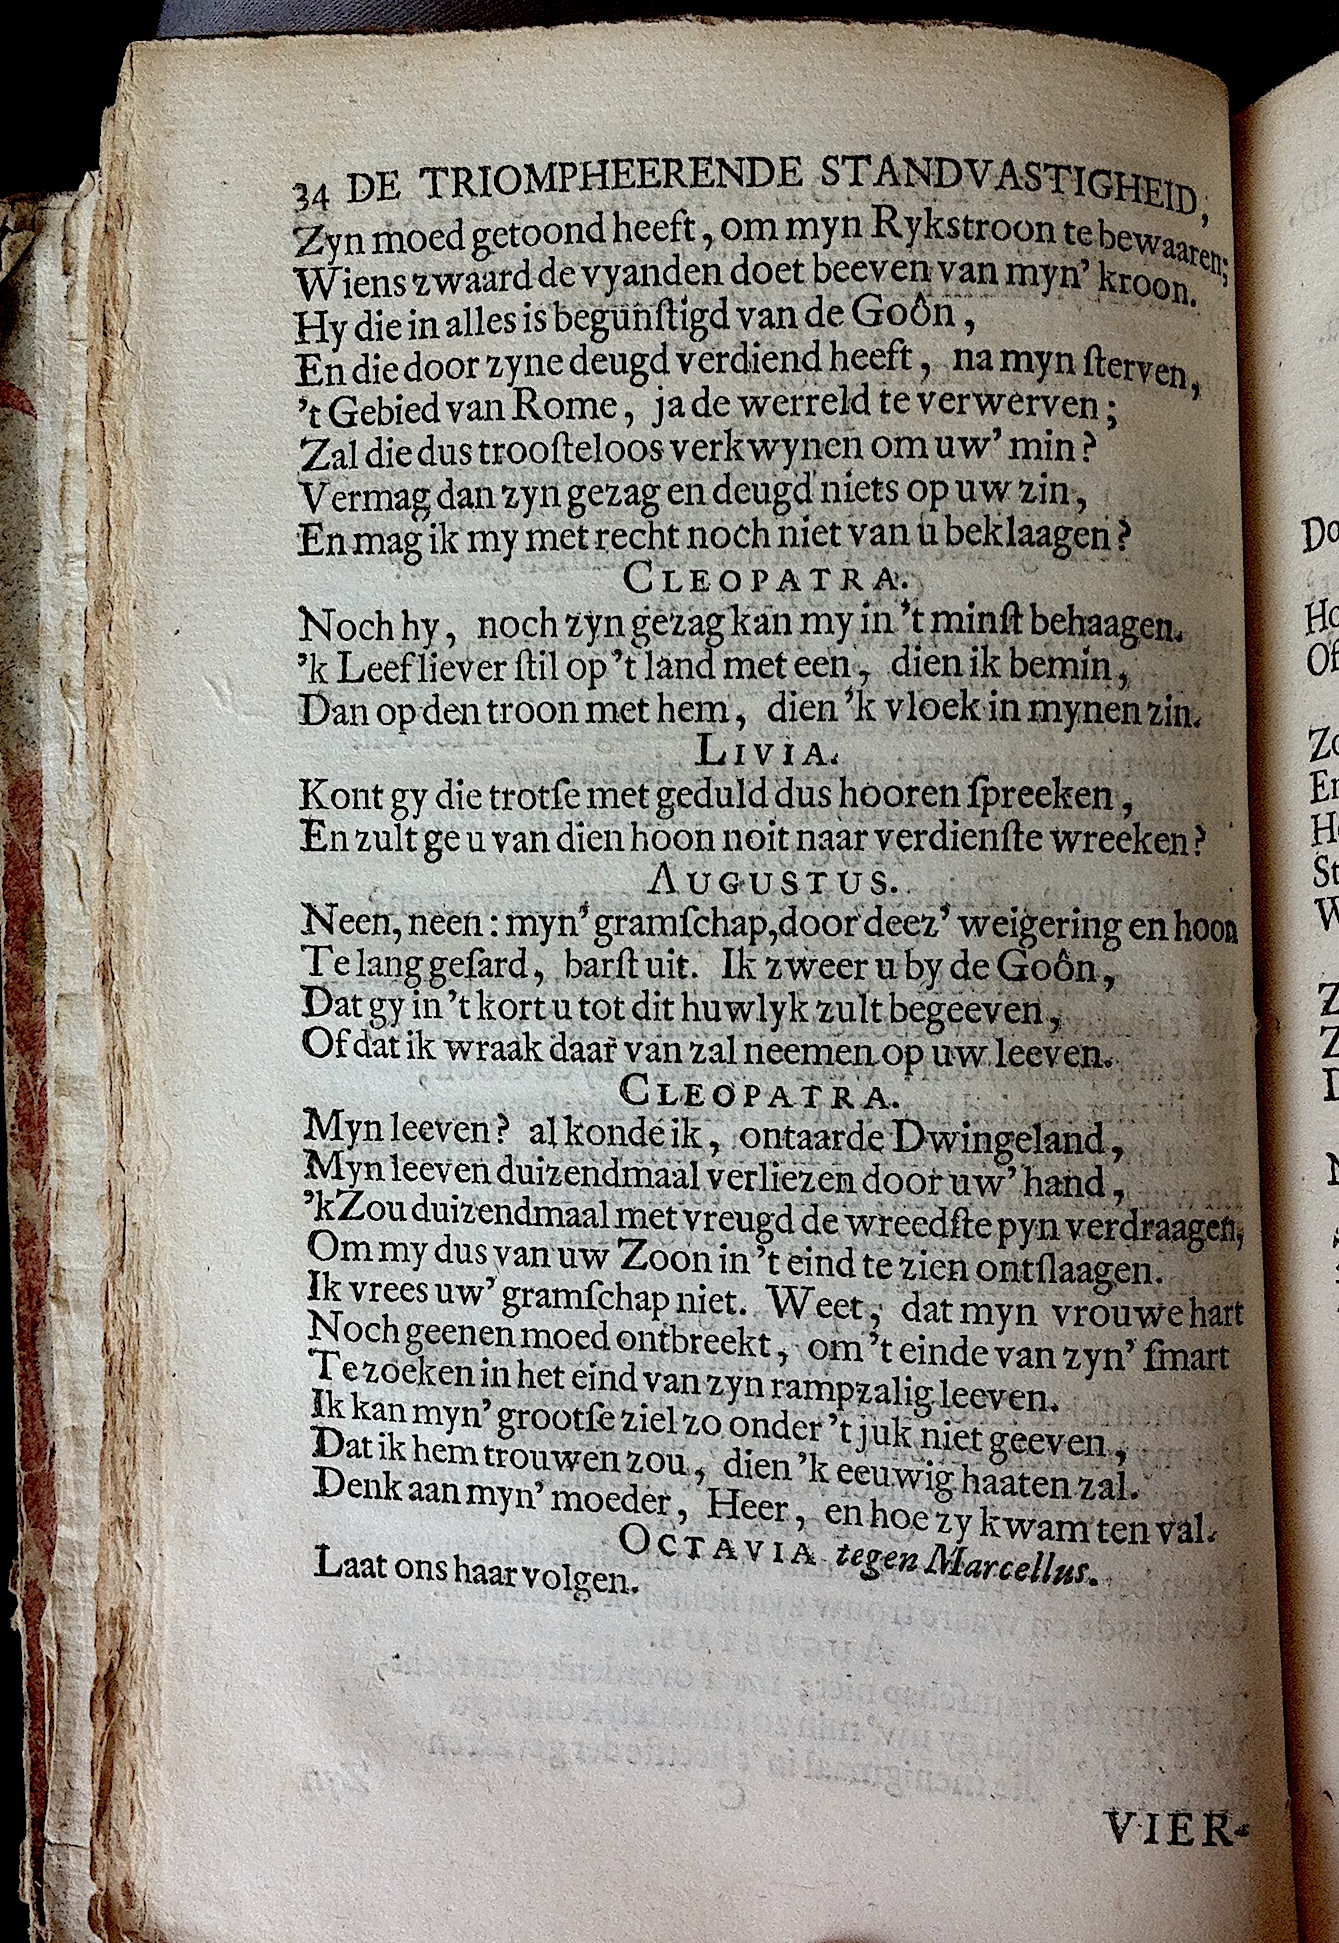 34 DE TRIOMPHEERENDE STANDVASTIGHEID,
Zyn moed getoond heeft, om myn Rykstroon te bewaaren;
Wiens zwaard de vyanden doet beeven van myn’ kroon.
Hy die in alles is begunſtigd van de Goôn,
En die door zyne deugd verdiend heeft, na myn ſterven,
’t Gebied van Rome, ja de werreld te verwerven;
Zal die dus trooſteloos verkwynen om uw’ min?
Vermag dan zyn gezag en deugd niets op uw zin,
En mag ik my met recht noch niet van u beklaagen?
CLEOPATRA.
Noch hy, noch zyn gezag kan my in ’t minſt behaagen.
’k Leef liever ſtil op ’t land met een, dien ik bemin,
Dan op den troon met hem, dien ’k vloek in mynen zin.
LIVIA.
Kont gy die trotſe met geduld dus hooren ſpreeken,
En zult ge u van dien hoon noit naar verdienſte wreeken?
AUGUSTUS.
Neen, neen: myn’ gramſchap, door deez’ weigering en hoon
Te lang geſard, barſt uit. Ik zweer u by de Goôn,
Dat gy in ’t kort u tot dit huwlyk zult begeeven,
Of dat ik wraak daar van zal neemen op uw leeven.
CLEOPATRA.
Myn leeven? al konde ik, ontaarde Dwingeland,
Myn leeven duizendmaal verliezen door uw’ hand,
’k Zou duizendmaal met vreugd de wreedſte pyn verdraagen,
Om my dus van uw Zoon in ’t eind te zien ontſlaagen.
Ik vrees uw’ gramſchap niet. Weet, dat myn vrouwe hart
Noch geenen moed ontbreekt, om ’t einde van zyn’ ſmart
Te zoeken in het eind van zyn rampzalig leeven.
Ik kan myn’ grootſe ziel zo onder ’t juk niet geeven,
Dat ik hem trouwen zou, dien ’k eeuwig haaten zal.
Denk aan myn’ moeder, Heer, en hoe zy kwam ten val.
OCTAVIA tegen Marcellus.
Laat ons haar volgen.
VIER-
Do
Ho
Of
Zo
En
H
St
W
Z
Z